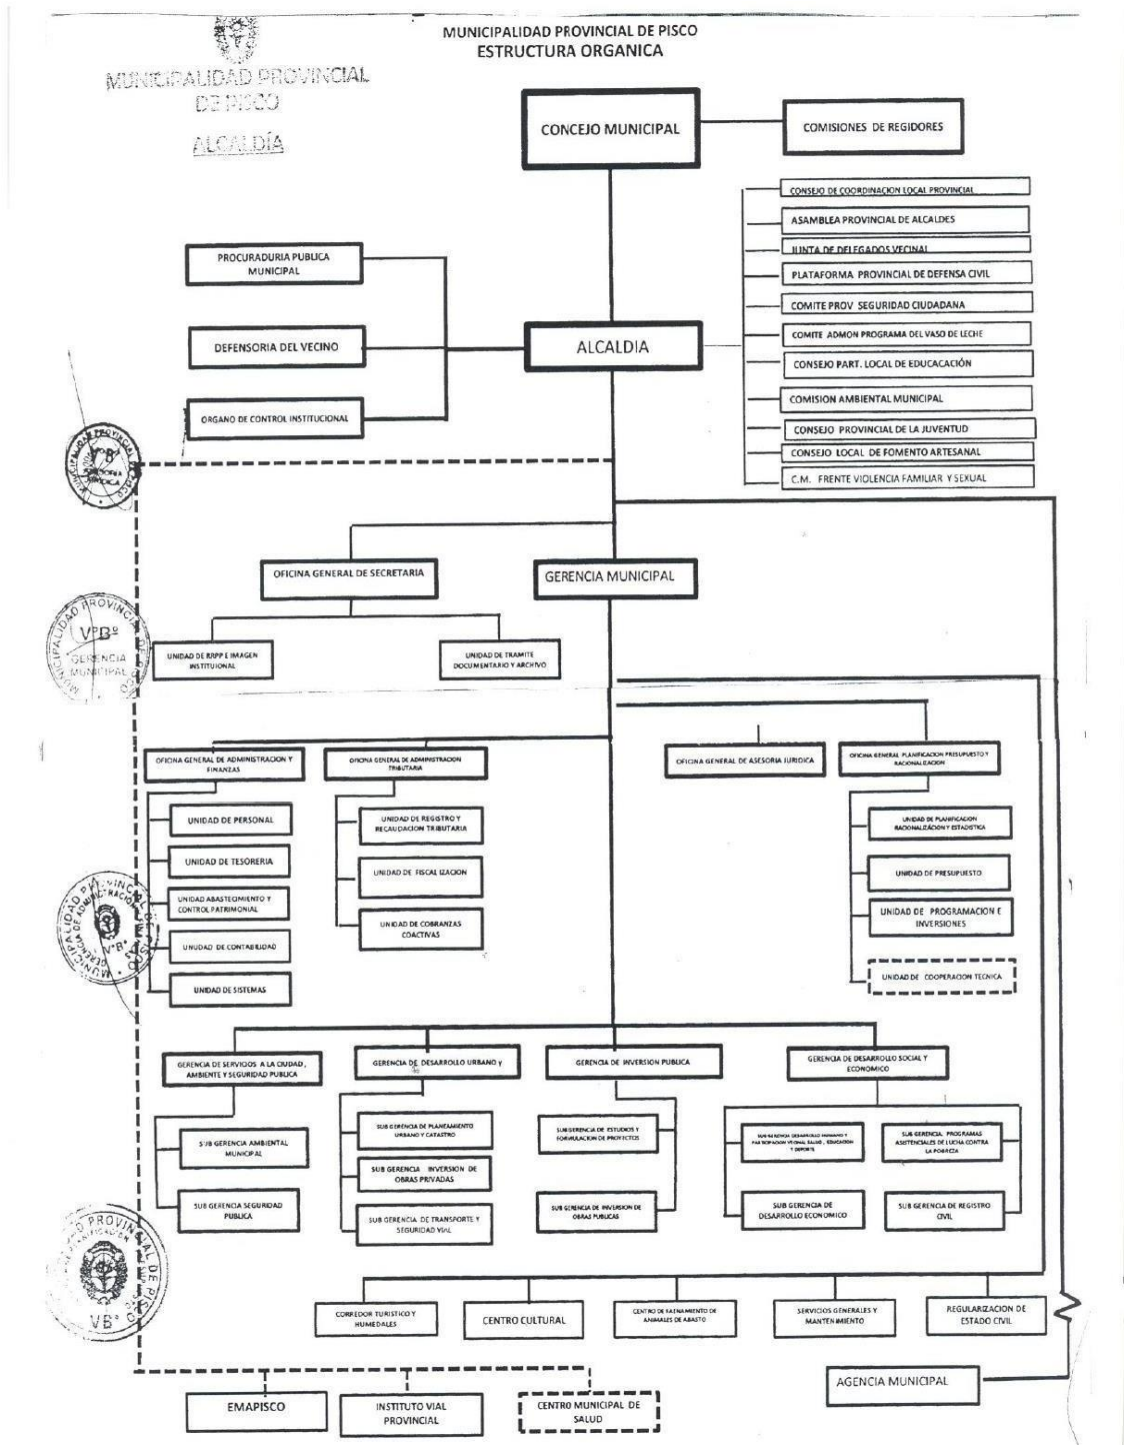 MUNICIPALIDAD PROVINCIAL DE PISCO
ESTRUCTURA ORGANICA
MUNICIPALIDAD PROVINCIAL
DE PISCO
ALCALDÍA
CONCEJO MUNICIPAL
COMISIONES DE REGIDORES
CONSEJO DE COORDINACION LOCAL PROVINCIAL
ASAMBLEA PROVINCIAL DE ALCALDES
JUNTA DE DELEGADOS VECINAL
PLATAFORMA PROVINCIAL DE DEFENSA CIVIL
COMITE PROV SEGURIDAD CIUDADANA
COMITE ADMON PROGRAMA DEL VASO DE LECHE
CONSEJO PART. LOCAL DE EDUCACACIÓN
COMISION AMBIENTAL MUNICIPAL
CONSEJO PROVINCIAL DE LA JUVENTUD
CONSEJO LOCAL DE FOMENTO ARTESANAL
C.M. FRENTE VIOLENCIA FAMILIAR Y SEXUAL
PROCURADURIA PUBLICA
MUNICIPAL
DEFENSORIA DEL VECINO
ORGANO DE CONTROL INSTITUCIONAL
ALCALDIA
OFICINA GENERAL DE SECRETARIA
GERENCIA MUNICIPAL
UNIDAD DE RRPP E IMAGEN
INSTITUCIONAL
UNIDAD DE TRAMITE
DOCUMENTARIO Y ARCHIVO
VºBº
GERENCIA
MUNICIPAL
OFICINA GENERAL DE ADMINISTRACION Y
FINANZAS
OFICINA GENERAL DE ADMINISTRACION
TRIBUTARIA
OFICINA GENERAL DE ASESORIA JURIDICA
OFICINA GENERAL PLANIFICACION PRESUPUESTO Y
RACIONALIZACION
UNIDAD DE PERSONAL
UNIDAD DE TESORERIA
UNIDAD ABASTECIMIENTO Y
CONTROL PATRIMONIAL
UNUDAD DE CONTABILIDAD
UNIDAD DE SISTEMAS
UNIDAD DE REGISTRO Y
RECAUDACION TRIBUTARIA
UNIDAD DE FISCAL IZACION
UNIDAD DE COBRANZAS
COACTIVAS
UNIDAD DE PLANIFICACION
RACIONALIZACION Y ESTADISTICA
UNIDAD DE PRESUPUESTO
UNIDAD DE PROGRAMACION E
INVERSIONES
UNIDAD DE COOPERACION TECNICA
GERENCIA DE SERVICIOS A LA CIUDAD,
AMBIENTE Y SEGURIDAD PUBLICA
GERENCIA DE DESARROLLO URBANO y
GERENCIA DE INVERSION PUBLICA
GERENCIA DE DESARROLLO SOCIAL Y
ECONOMICO
SUB GERENCIA AMBIENTAL
MUNICIPAL
SUB GERENCIA SEGURIDAD
PUBLICA
SUB GERENCIA DE PLANEAMIENTO
URBANO Y CATASTRO
SUB GERENCIA INVERSION DE
OBRAS PRIVADAS
SUB GERENCIA DE TRANSPORTE Y
SEGURIDAD VIAL
SUB GERENCIA DE ESTUDIOS Y
FORMULACION DE PROYECTOS
SUB GERENCIA DE INVERSION DE
OBRAS PUBLICAS
SUB GERENCIA DESARROLLO HUMANO Y
PARTICIPACION VECINAL SALUD, EDUCACION
Y DEPORTE
SUB GERENCIA DE
DESARROLLO ECONOMICO
SUB GERENCIA PROGRAMAS
ASISTENCIALES DE LUCHA CONTRA
LA POBREZA
SUB GERENCIA DE REGISTRO
CIVIL
CORREDOR TURISTICO Y
HUMEDALES
CENTRO CULTURAL
CENTRO DE FAENAMIENTO DE
ANIMALES DE ABASTO
SERVICIOS GENERALES Y
MANTENIMIENTO
REGULARIZACION DE
ESTADO CIVIL
AGENCIA MUNICIPAL
EMAPISCO
INSTITUTO VIAL
PROVINCIAL
CENTRO MUNICIPAL DE
SALUD